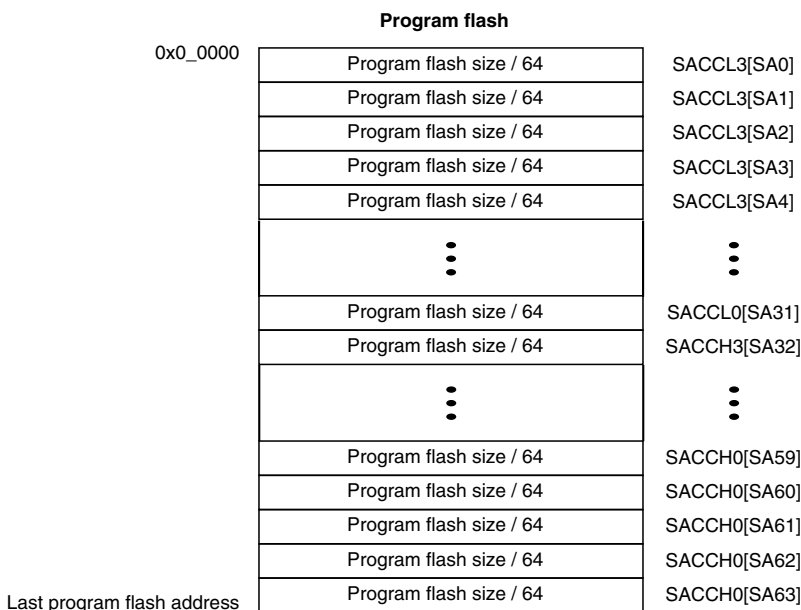 Program flash
0x0_0000
Program flash size / 64 SACCL3[SA0]
Program flash size / 64 SACCL3[SA1]
Program flash size / 64 SACCL3[SA2]
Program flash size / 64 SACCL3[SA3]
Program flash size / 64 SACCL3[SA4]
Program flash size / 64 SACCL0[SA31]
Program flash size / 64 SACCH3[SA32]
Program flash size / 64 SACCH0[SA59]
Program flash size / 64 SACCH0[SA60]
Program flash size / 64 SACCH0[SA61]
Program flash size / 64 SACCH0[SA62]
Program flash size / 64 SACCH0[SA63]
Last program flash address